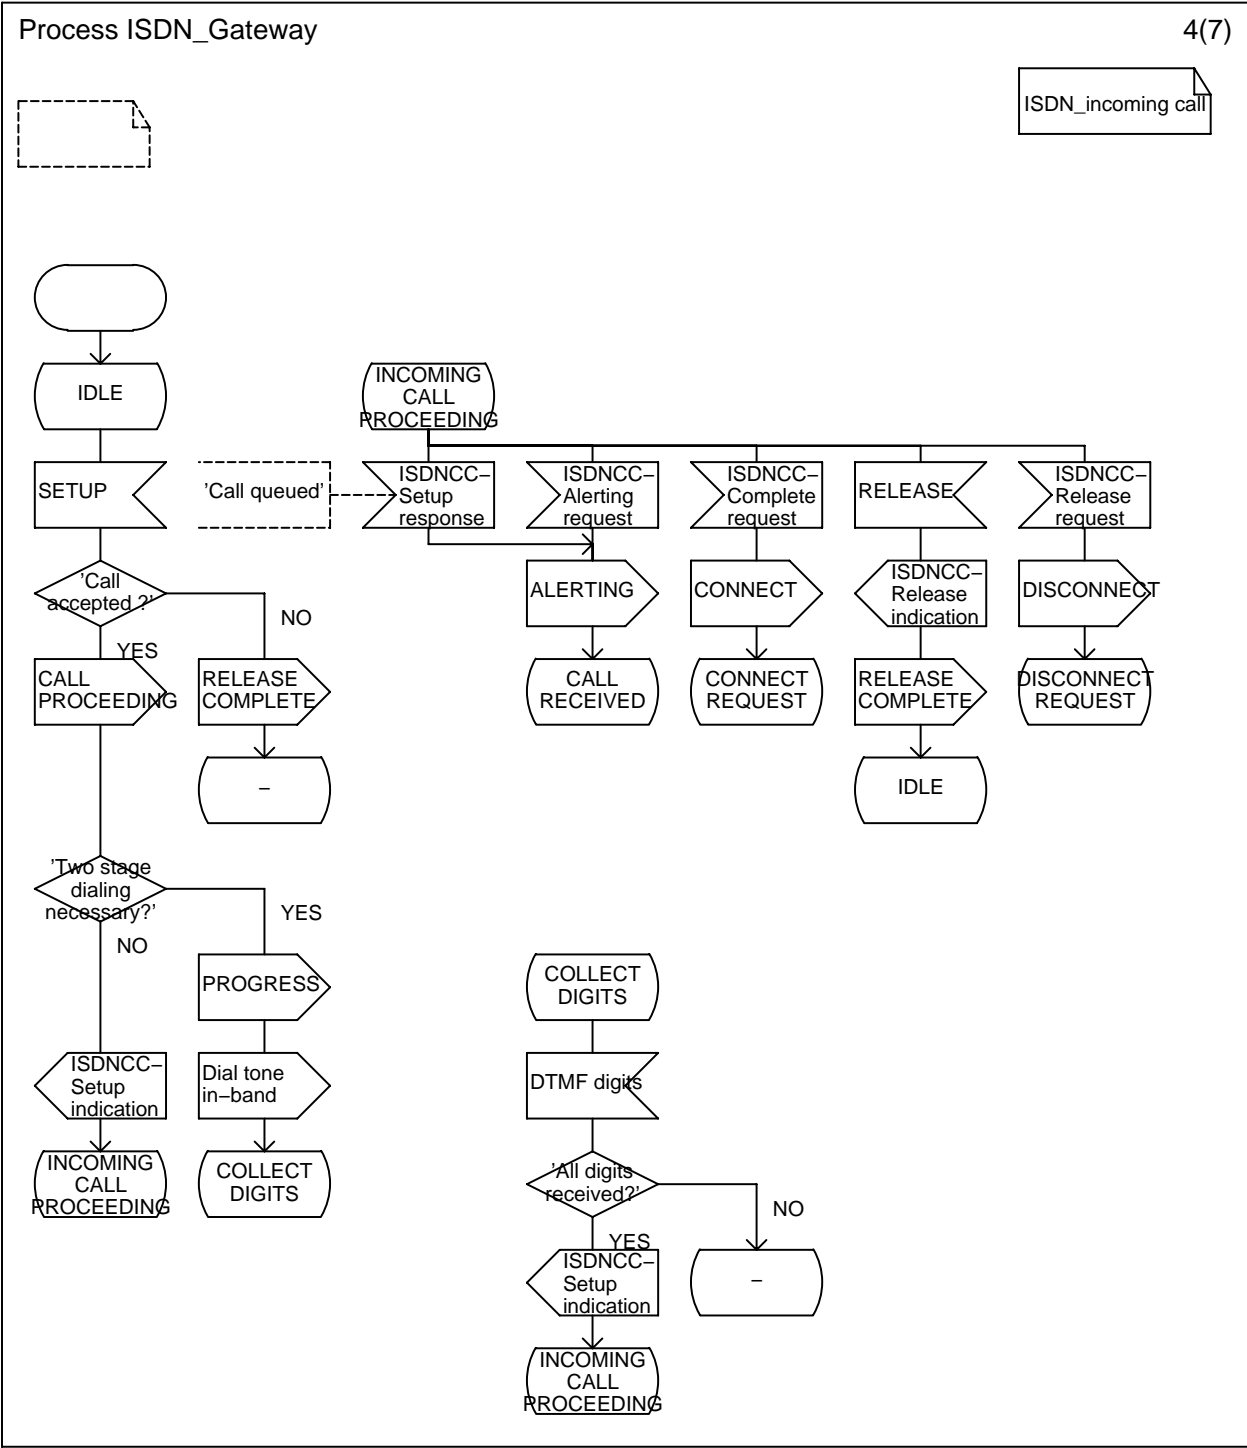 Process ISDN_Gateway
4(7)
ISDN_incoming call
IDLE
SETUP
'Call
accepted ?'
NO
YES
CALL
PROCEEDING
RELEASE
COMPLETE
–
'Two stage
dialing
necessary?'
YES
NO
PROGRESS
ISDNCC–
Setup
indication
Dial tone
in–band
INCOMING
CALL
PROCEEDING
COLLECT
DIGITS
INCOMING
CALL
PROCEEDING
'Call queued'
ISDNCC–
Setup
response
ISDNCC–
Alerting
request
ISDNCC–
Complete
request
RELEASE
ISDNCC–
Release
request
ALERTING
CONNECT
ISDNCC–
Release
indication
DISCONNECT
CALL
RECEIVED
CONNECT
REQUEST
RELEASE
COMPLETE
DISCONNECT
REQUEST
IDLE
COLLECT
DIGITS
DTMF digits
'All digits
received?'
NO
YES
ISDNCC–
Setup
indication
–
INCOMING
CALL
PROCEEDING